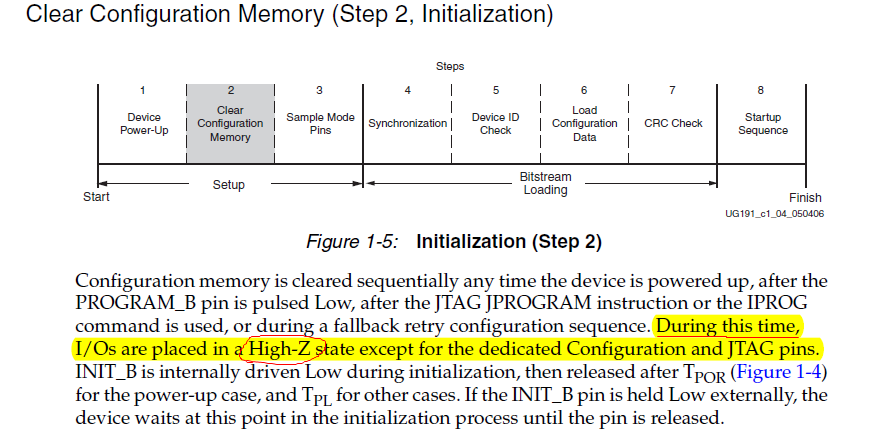 Clear Configuration Memory (Step 2, Initialization)
Steps
1 2 3 4 5 6 7 8
Device Power-Up
Clear Configuration Memory
Sample Mode Pins
Synchronization
Device ID Check
Load Configuration Data
CRC Check
Startup Sequence
Start
Setup
Bitstream Loading
Finish
UG191_c1_04_050406
Figure 1-5: Initialization (Step 2)
Configuration memory is cleared sequentially any time the device is powered up, after the
PROGRAM_B pin is pulsed Low, after the JTAG JPROGRAM instruction or the IPROG
command is used, or during a fallback retry configuration sequence. During this time,
I/Os are placed in a High-Z state except for the dedicated Configuration and JTAG pins.
INIT_B is internally driven Low during initialization, then released after TPOR (Figure 1-4)
for the power-up case, and TPL for other cases. If the INIT_B pin is held Low externally, the
device waits at this point in the initialization process until the pin is released.